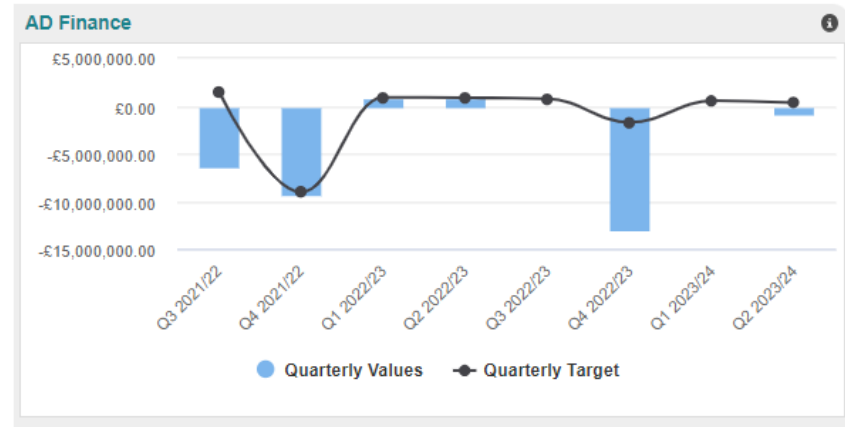 AD Finance
£5,000,000.00
£0.00
-£5,000,000.00
-£10,000,000.00
-£15,000,000.00
Q3 2021/22
Q4 2021/22
Q1 2022/23
Q2 2022/23
Q3 2022/23
Q4 2022/23
Q1 2023/24
Q2 2023/24
Quarterly Values
Quarterly Target